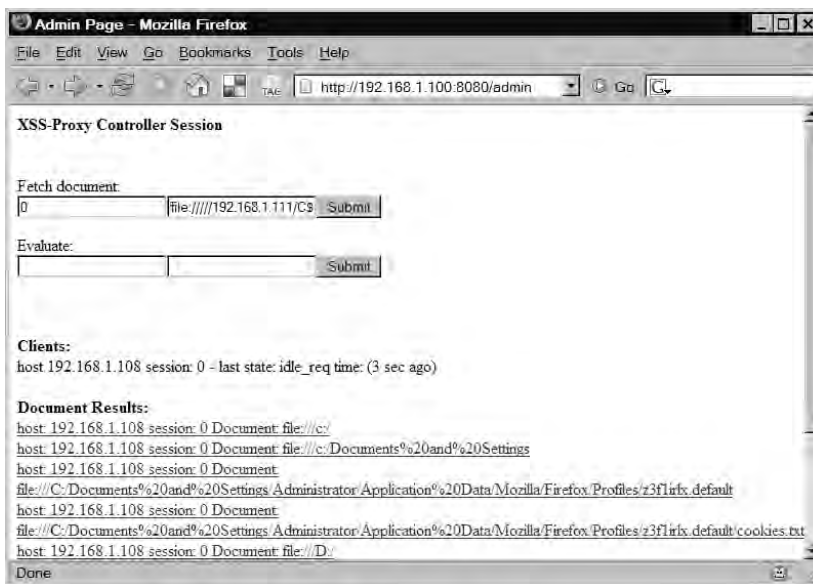 Admin Page - Mozilla Firefox
File Edit View Go Bookmarks Tools Help
TAG http://192.168.1.100:8080/admin Go G
XSS-Proxy Controller Session
Fetch document:
0 file://///192.168.1.111/C$ Submit
Evaluate:
Submit
Clients:
host 192.168.1.108 session: 0 - last state: idle_req time: (3 sec ago)
Document Results:
host: 192.168.1.108 session: 0 Document: file:///c:/
host: 192.168.1.108 session: 0 Document: file:///c:/Documents%20and%20Settings
host: 192.168.1.108 session: 0 Document:
file:///C:/Documents%20and%20Settings/Administrator/Application%20Data/Mozilla/Firefox/Profiles/z3f1irfx.default
host: 192.168.1.108 session: 0 Document:
file:///C:/Documents%20and%20Settings/Administrator/Application%20Data/Mozilla/Firefox/Profiles/z3f1irfx.default/cookies.txt
host: 192.168.1.108 session: 0 Document: file:///D:/
Done